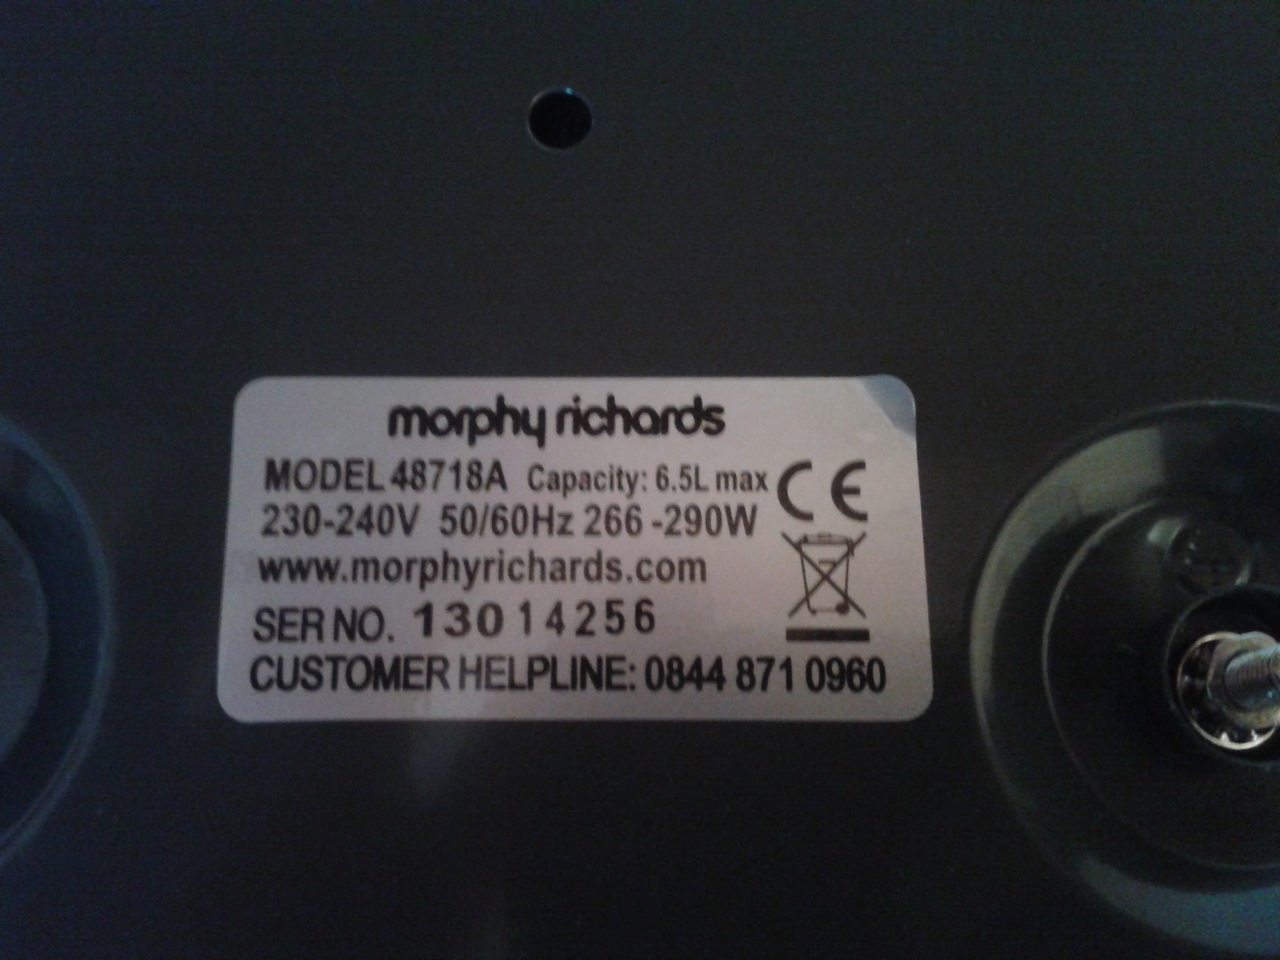 morphy richards
MODEL 48718A Capacity: 6.5L max CE
230-240V 50/60Hz 266-290W
www.morphyrichards.com
SER NO. 13014256
CUSTOMER HELPLINE: 0844 871 0960